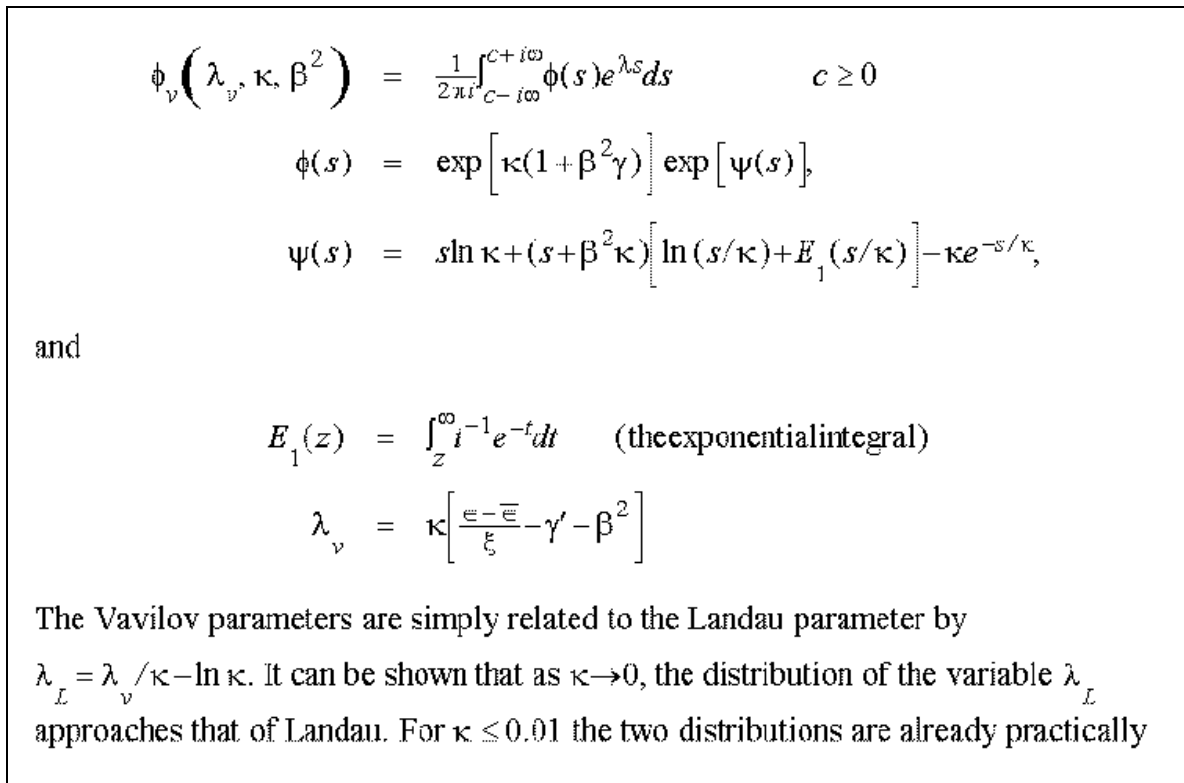 ϕ_v(λ_v, κ, β²) = 1/2πi ∫_{c−i∞}^{c+i∞} ϕ(s)e^{λs}ds c ≥ 0
ϕ(s) = exp[κ(1+β²γ)] exp[ψ(s)],
ψ(s) = s ln κ+(s+β²κ)[ln (s/κ)+E₁(s/κ)]−κe^{−s/κ},
and
E₁(z) = ∫_z^∞ i^{−1}e^{−t}dt (theexponentialintegral)
λ_v = κ[(∈−∈̅)/ξ −γ′−β²]
The Vavilov parameters are simply related to the Landau parameter by
λ_L = λ_v/κ−ln κ. It can be shown that as κ→0, the distribution of the variable λ_L
approaches that of Landau. For κ ≤ 0.01 the two distributions are already practically